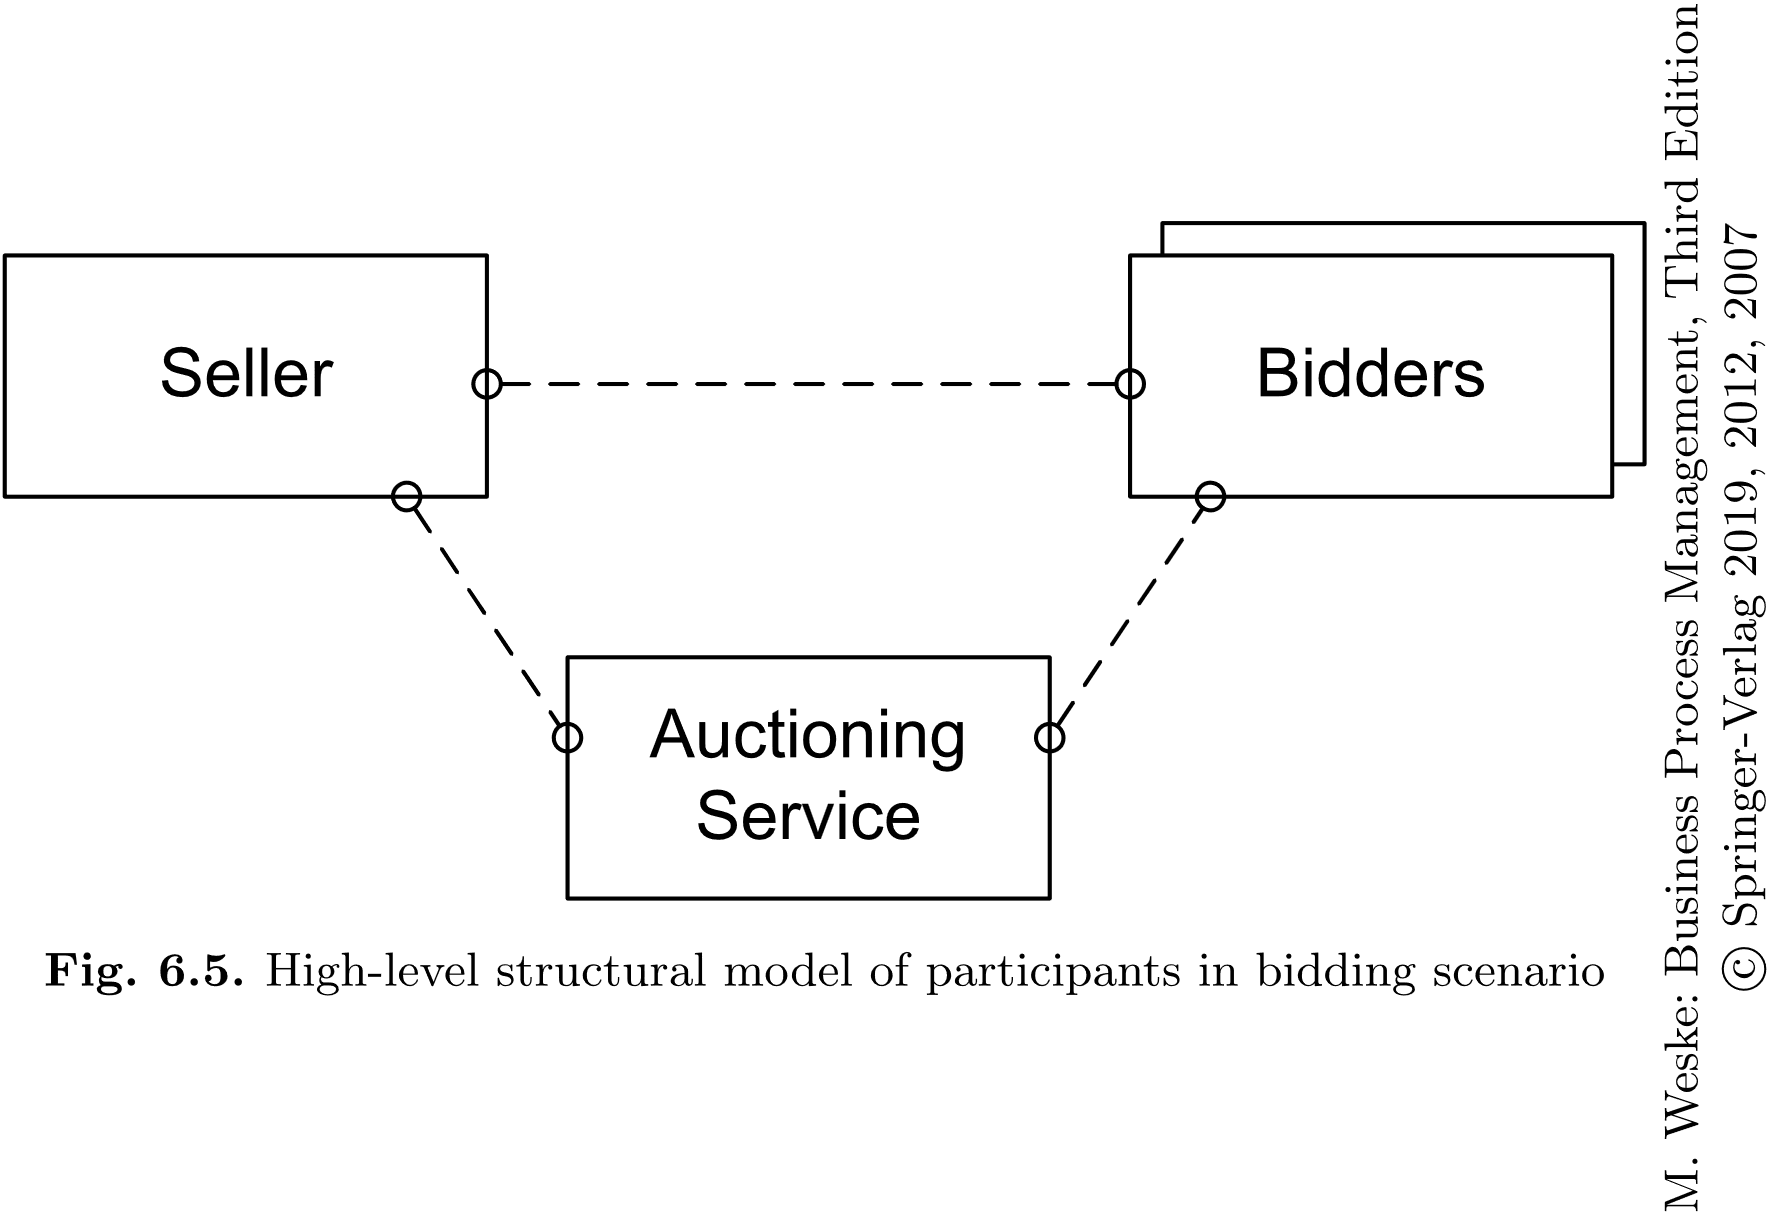 Seller
Bidders
Auctioning
Service
Fig. 6.5. High-level structural model of participants in bidding scenario
M. Weske: Business Process Management, Third Edition
© Springer-Verlag 2019, 2012, 2007